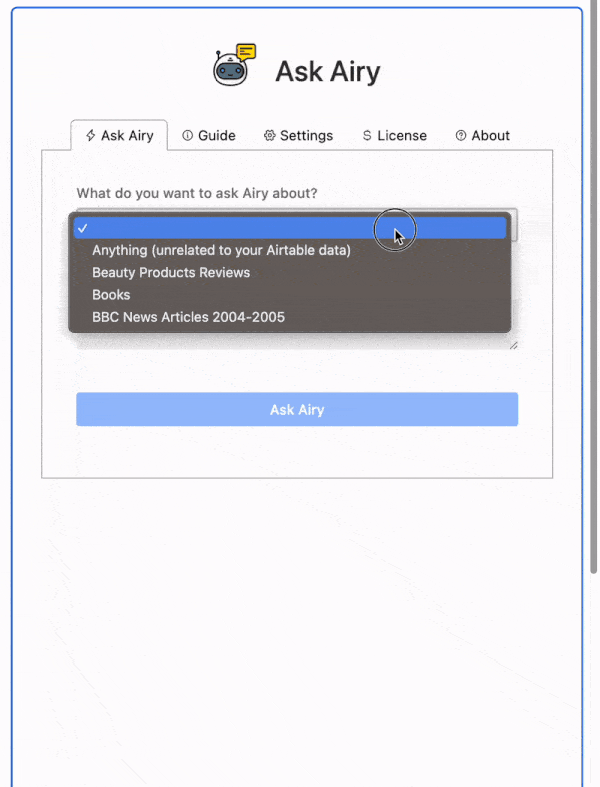 Ask Airy
Ask Airy Guide Settings License About
What do you want to ask Airy about?
Anything (unrelated to your Airtable data)
Beauty Products Reviews
Books
BBC News Articles 2004-2005
Ask Airy